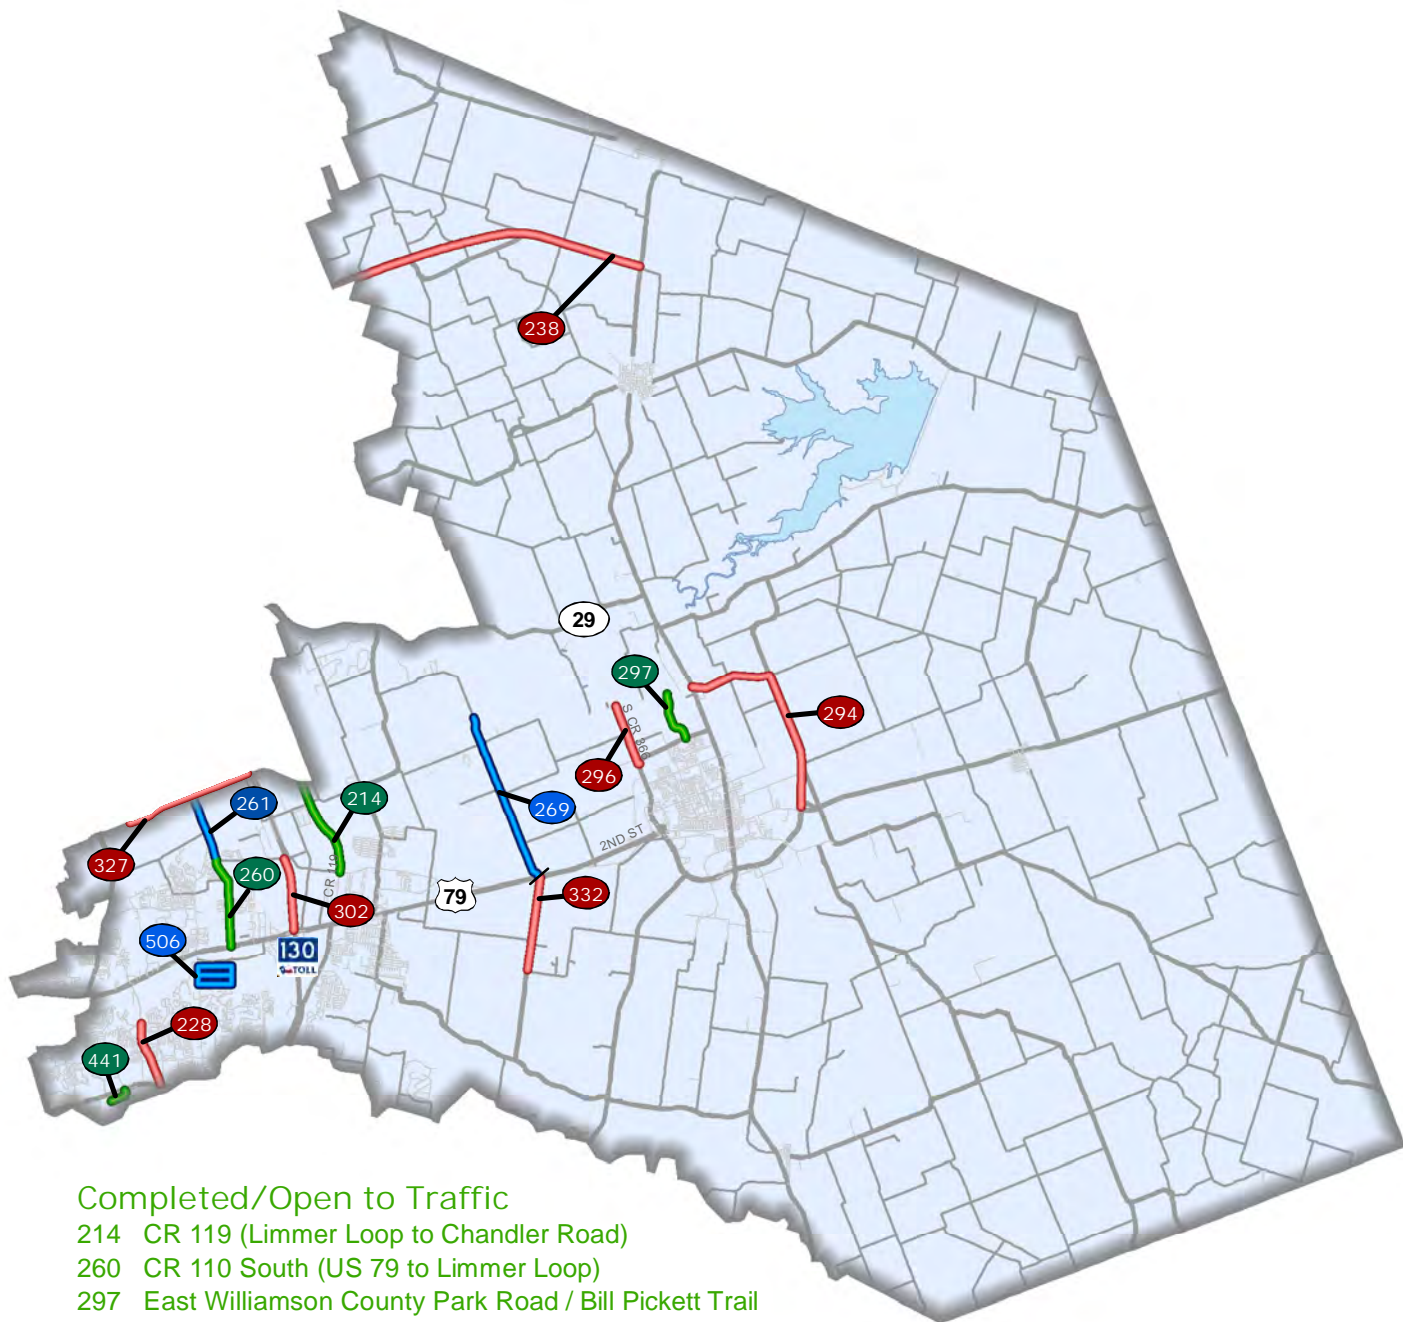 238
29
297
S CR 366
294
296
261
214
269
327
2ND ST
260
CR 119
79
332
302
506
130
TOLL
228
441
Completed/Open to Traffic
214 CR 119 (Limmer Loop to Chandler Road)
260 CR 110 South (US 79 to Limmer Loop)
297 East Williamson County Park Road / Bill Pickett Trail